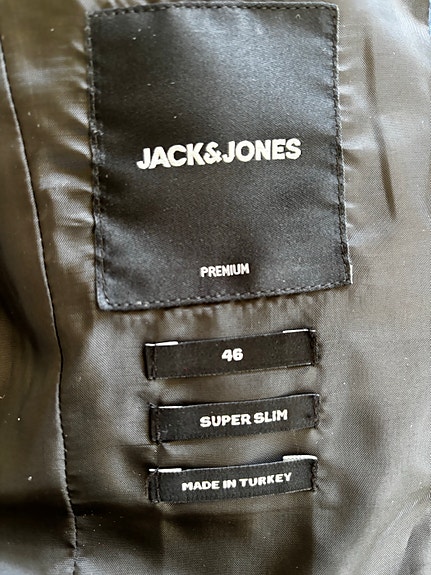 JACK&JONES
PREMIUM
46
SUPER SLIM
MADE IN TURKEY